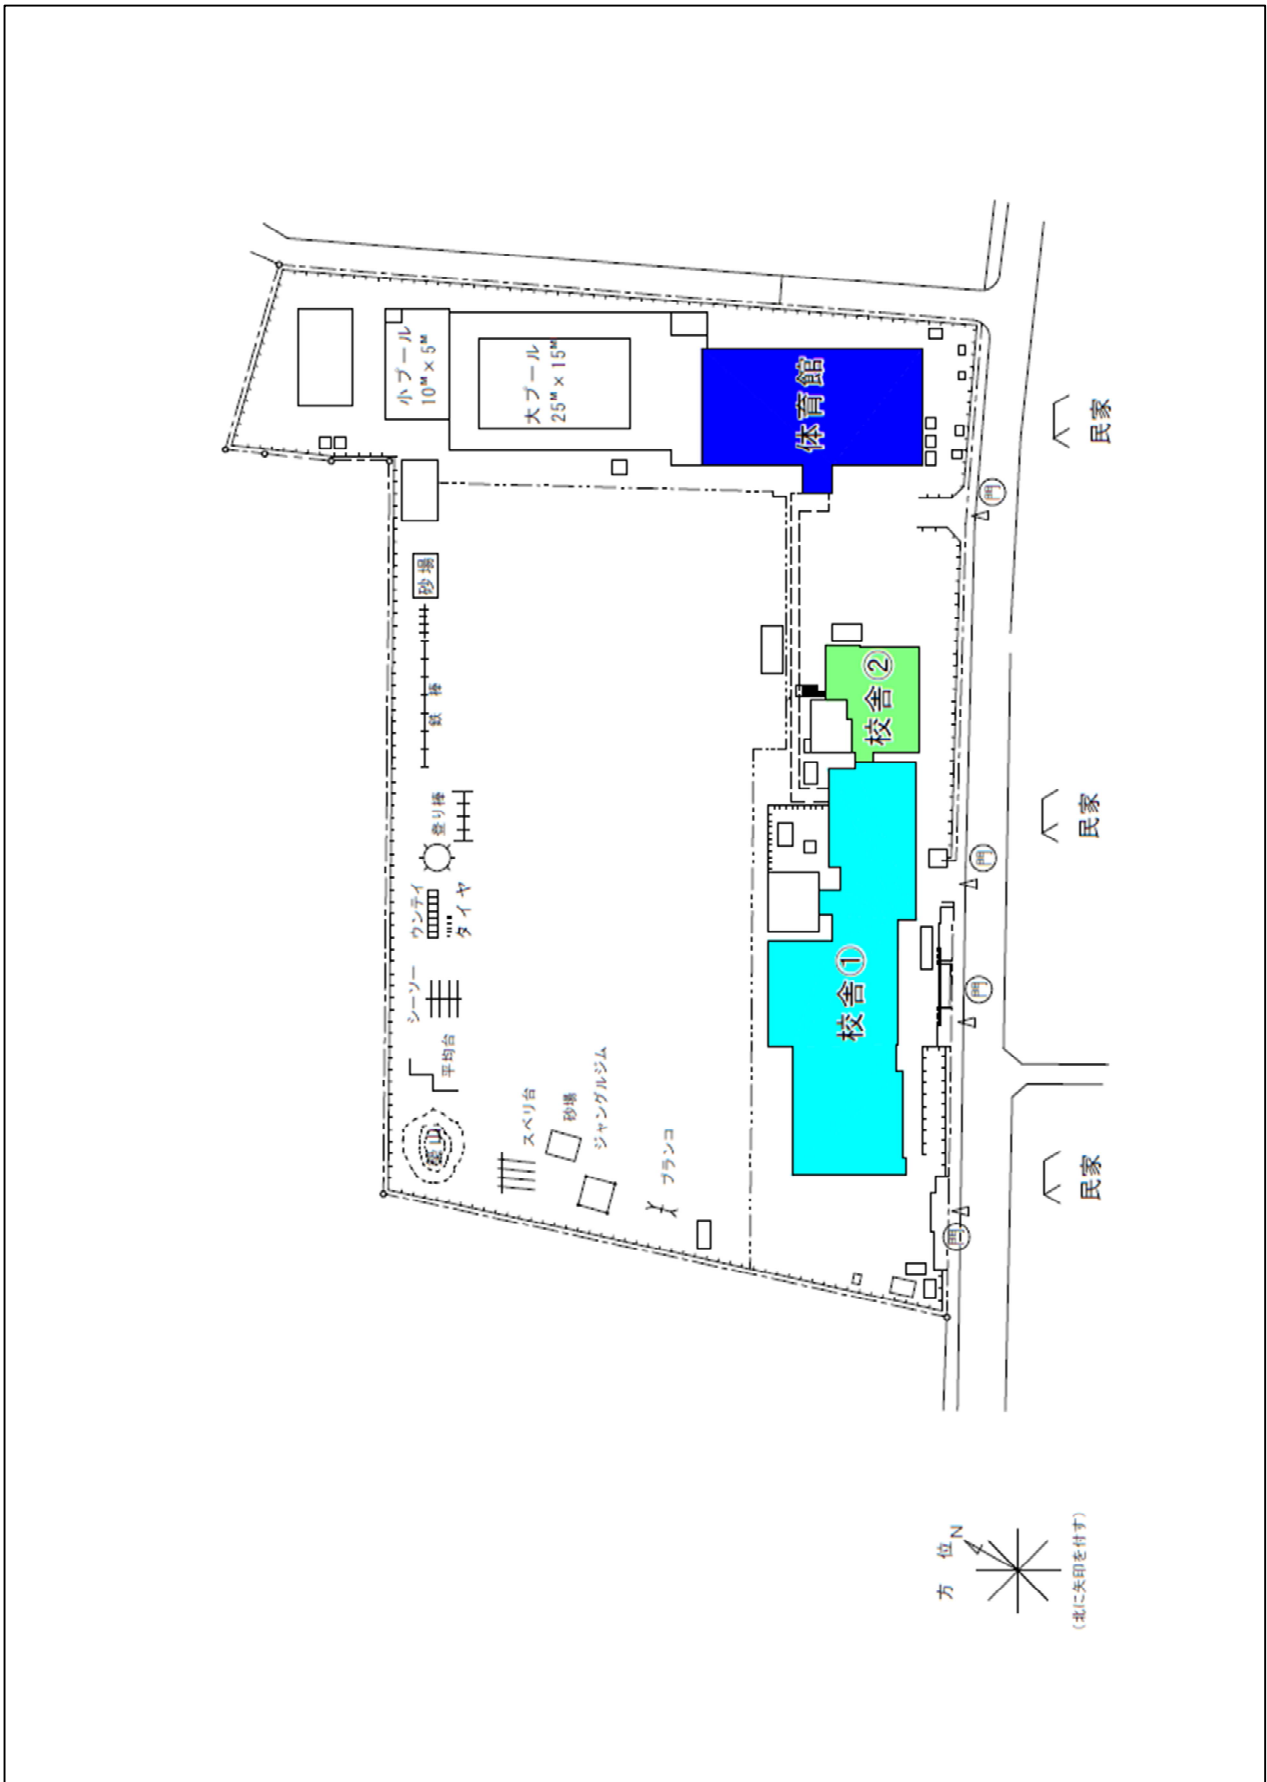 小プール
10ᴹ × 5ᴹ
大プール
25ᴹ × 15ᴹ
体育館
民家
門
砂場
鉄棒
校舎②
登り棒
民家
門
ウンテイ
タイヤ
シーソー
平均台
校舎①
門
スベリ台
砂場
ジャングルジム
ブランコ
民家
門
方位
N
(北に矢印を付す)